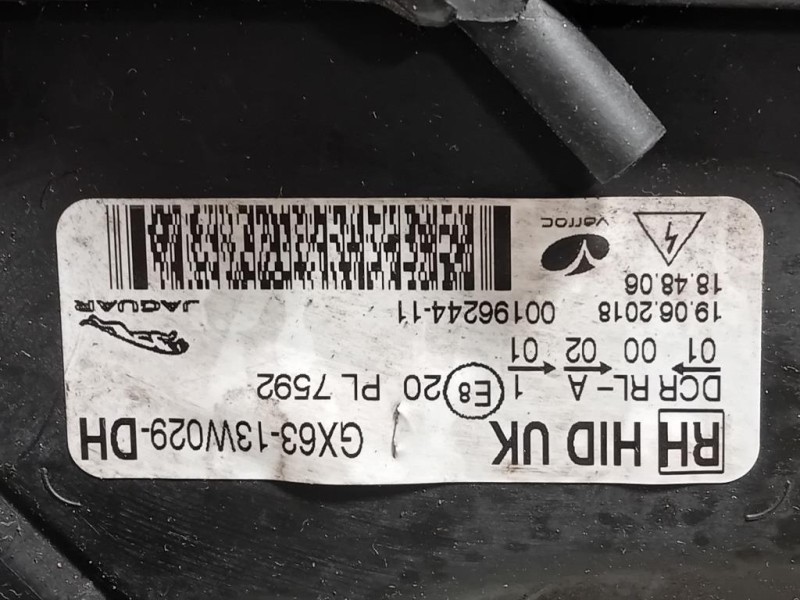 RH HID UK GX63-13W029-DH
DCR RL-A 1 E8 20 PL 7592
01 00 02 01
19.06.2018 00196244-11 JAGUAR
18.48.06 varroc